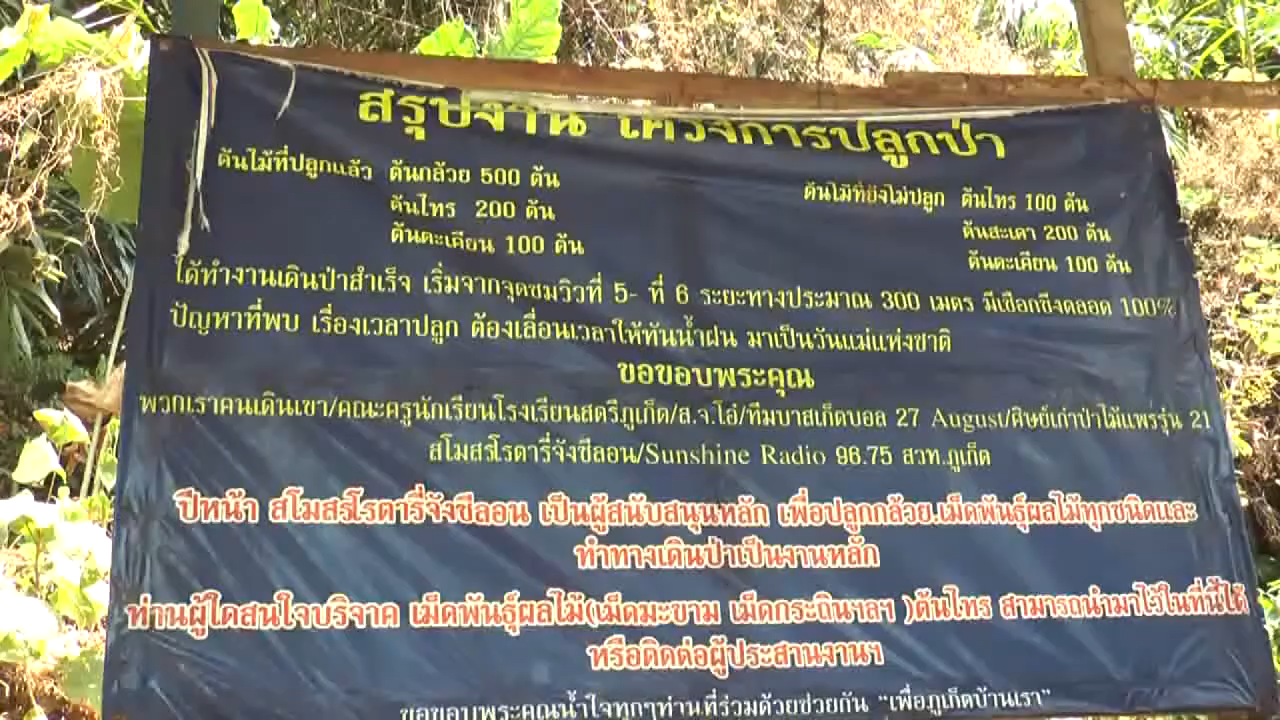 สรุปงาน โครงการปลูกป่า
ต้นไม้ที่ปลูกแล้ว ต้นกล้วย 500 ต้น
ต้นไทร 200 ต้น
ต้นตะเคียน 100 ต้น
ต้นไม้ที่ยังไม่ปลูก ต้นไทร 100 ต้น
ต้นสะเดา 200 ต้น
ต้นตะเคียน 100 ต้น
ได้ทำงานเดินป่าสำเร็จ เริ่มจากจุดชมวิวที่ 5- ที่ 6 ระยะทางประมาณ 300 เมตร มีเชือกขึงตลอด 100%
ปัญหาที่พบ เรื่องเวลาปลูก ต้องเลื่อนเวลาให้ทันน้ำฝน มาเป็นวันแม่แห่งชาติ
ขอขอบพระคุณ
พวกเราคนเดินเขา/คณะครูนักเรียนโรงเรียนสตรีภูเก็ต/ส.จ.โอ๋/ทีมบาสเก็ตบอล 27 August/ศิษย์เก่าป่าไม้แพร่รุ่น 21
สโมสรโรตารี่จังซีลอน/Sunshine Radio 96.75 สวท.ภูเก็ต
ปีหน้า สโมสรโรตารี่จังซีลอน เป็นผู้สนับสนุนหลัก เพื่อปลูกกล้วย.เม็ดพันธุ์ผลไม้ทุกชนิดและ
ทำทางเดินป่าเป็นงานหลัก
ท่านผู้ใดสนใจบริจาค เม็ดพันธุ์ผลไม้(เม็ดมะขาม เม็ดกระถินฯลฯ )ต้นไทร สามารถนำมาไว้ในที่นี้ได้
หรือติดต่อผู้ประสานงานฯ
ขอขอบพระคุณน้ำใจทุกๆท่านที่ร่วมด้วยช่วยกัน "เพื่อภูเก็ตบ้านเรา"